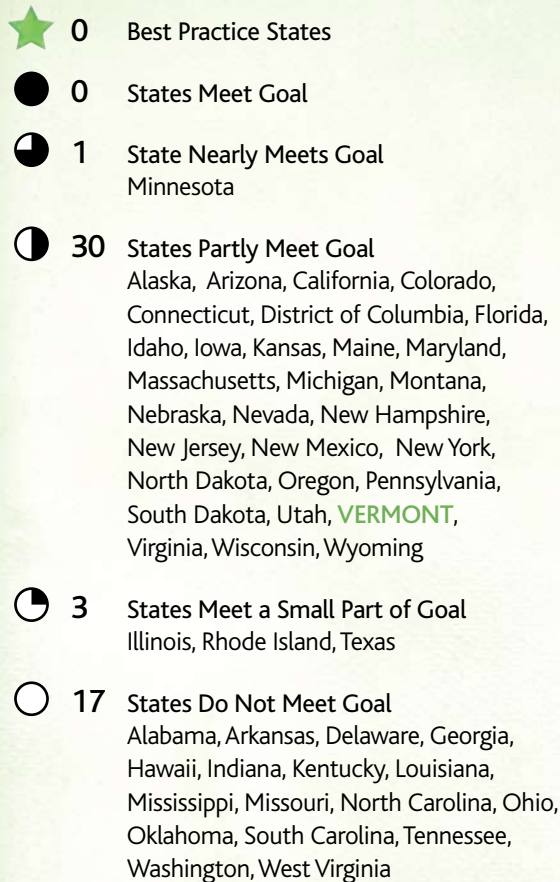 0 Best Practice States
0 States Meet Goal
1 State Nearly Meets Goal
Minnesota
30 States Partly Meet Goal
Alaska, Arizona, California, Colorado,
Connecticut, District of Columbia, Florida,
Idaho, Iowa, Kansas, Maine, Maryland,
Massachusetts, Michigan, Montana,
Nebraska, Nevada, New Hampshire,
New Jersey, New Mexico, New York,
North Dakota, Oregon, Pennsylvania,
South Dakota, Utah, VERMONT,
Virginia, Wisconsin, Wyoming
3 States Meet a Small Part of Goal
Illinois, Rhode Island, Texas
17 States Do Not Meet Goal
Alabama, Arkansas, Delaware, Georgia,
Hawaii, Indiana, Kentucky, Louisiana,
Mississippi, Missouri, North Carolina, Ohio,
Oklahoma, South Carolina, Tennessee,
Washington, West Virginia